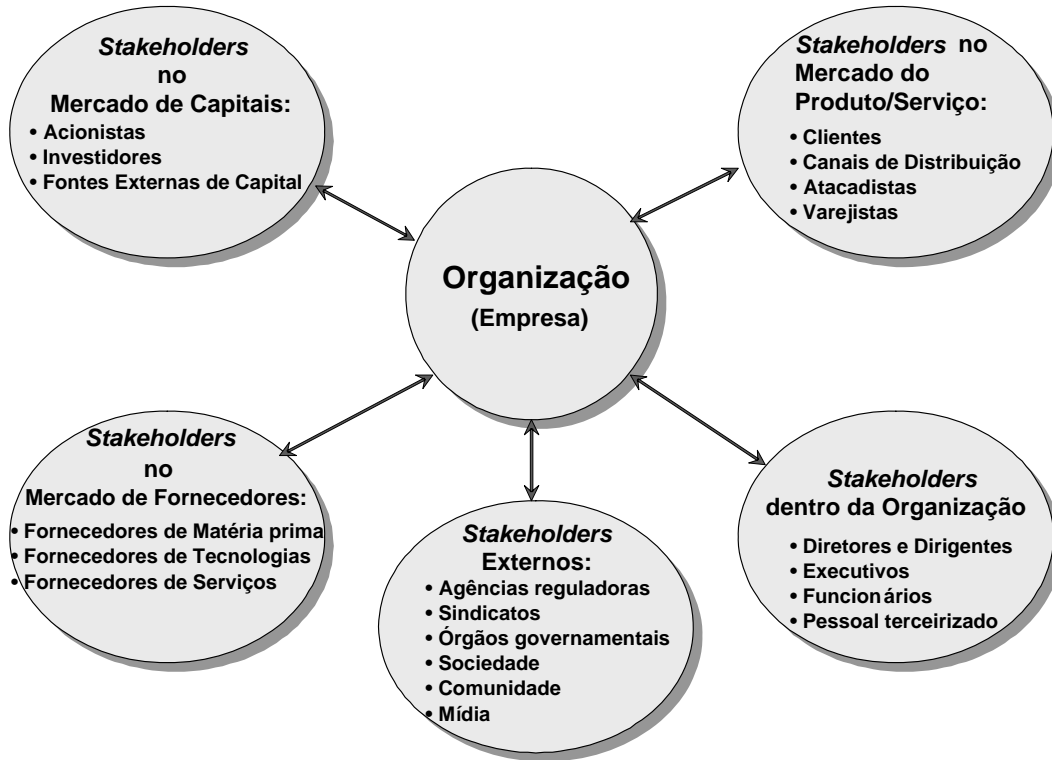 Stakeholders
no
Mercado de Capitais:
• Acionistas
• Investidores
• Fontes Externas de Capital
Stakeholders no
Mercado do
Produto/Serviço:
• Clientes
• Canais de Distribuição
• Atacadistas
• Varejistas
Organização
(Empresa)
Stakeholders
no
Mercado de Fornecedores:
• Fornecedores de Matéria prima
• Fornecedores de Tecnologias
• Fornecedores de Serviços
Stakeholders
Externos:
• Agências reguladoras
• Sindicatos
• Órgãos governamentais
• Sociedade
• Comunidade
• Mídia
Stakeholders
dentro da Organização
• Diretores e Dirigentes
• Executivos
• Funcionários
• Pessoal terceirizado